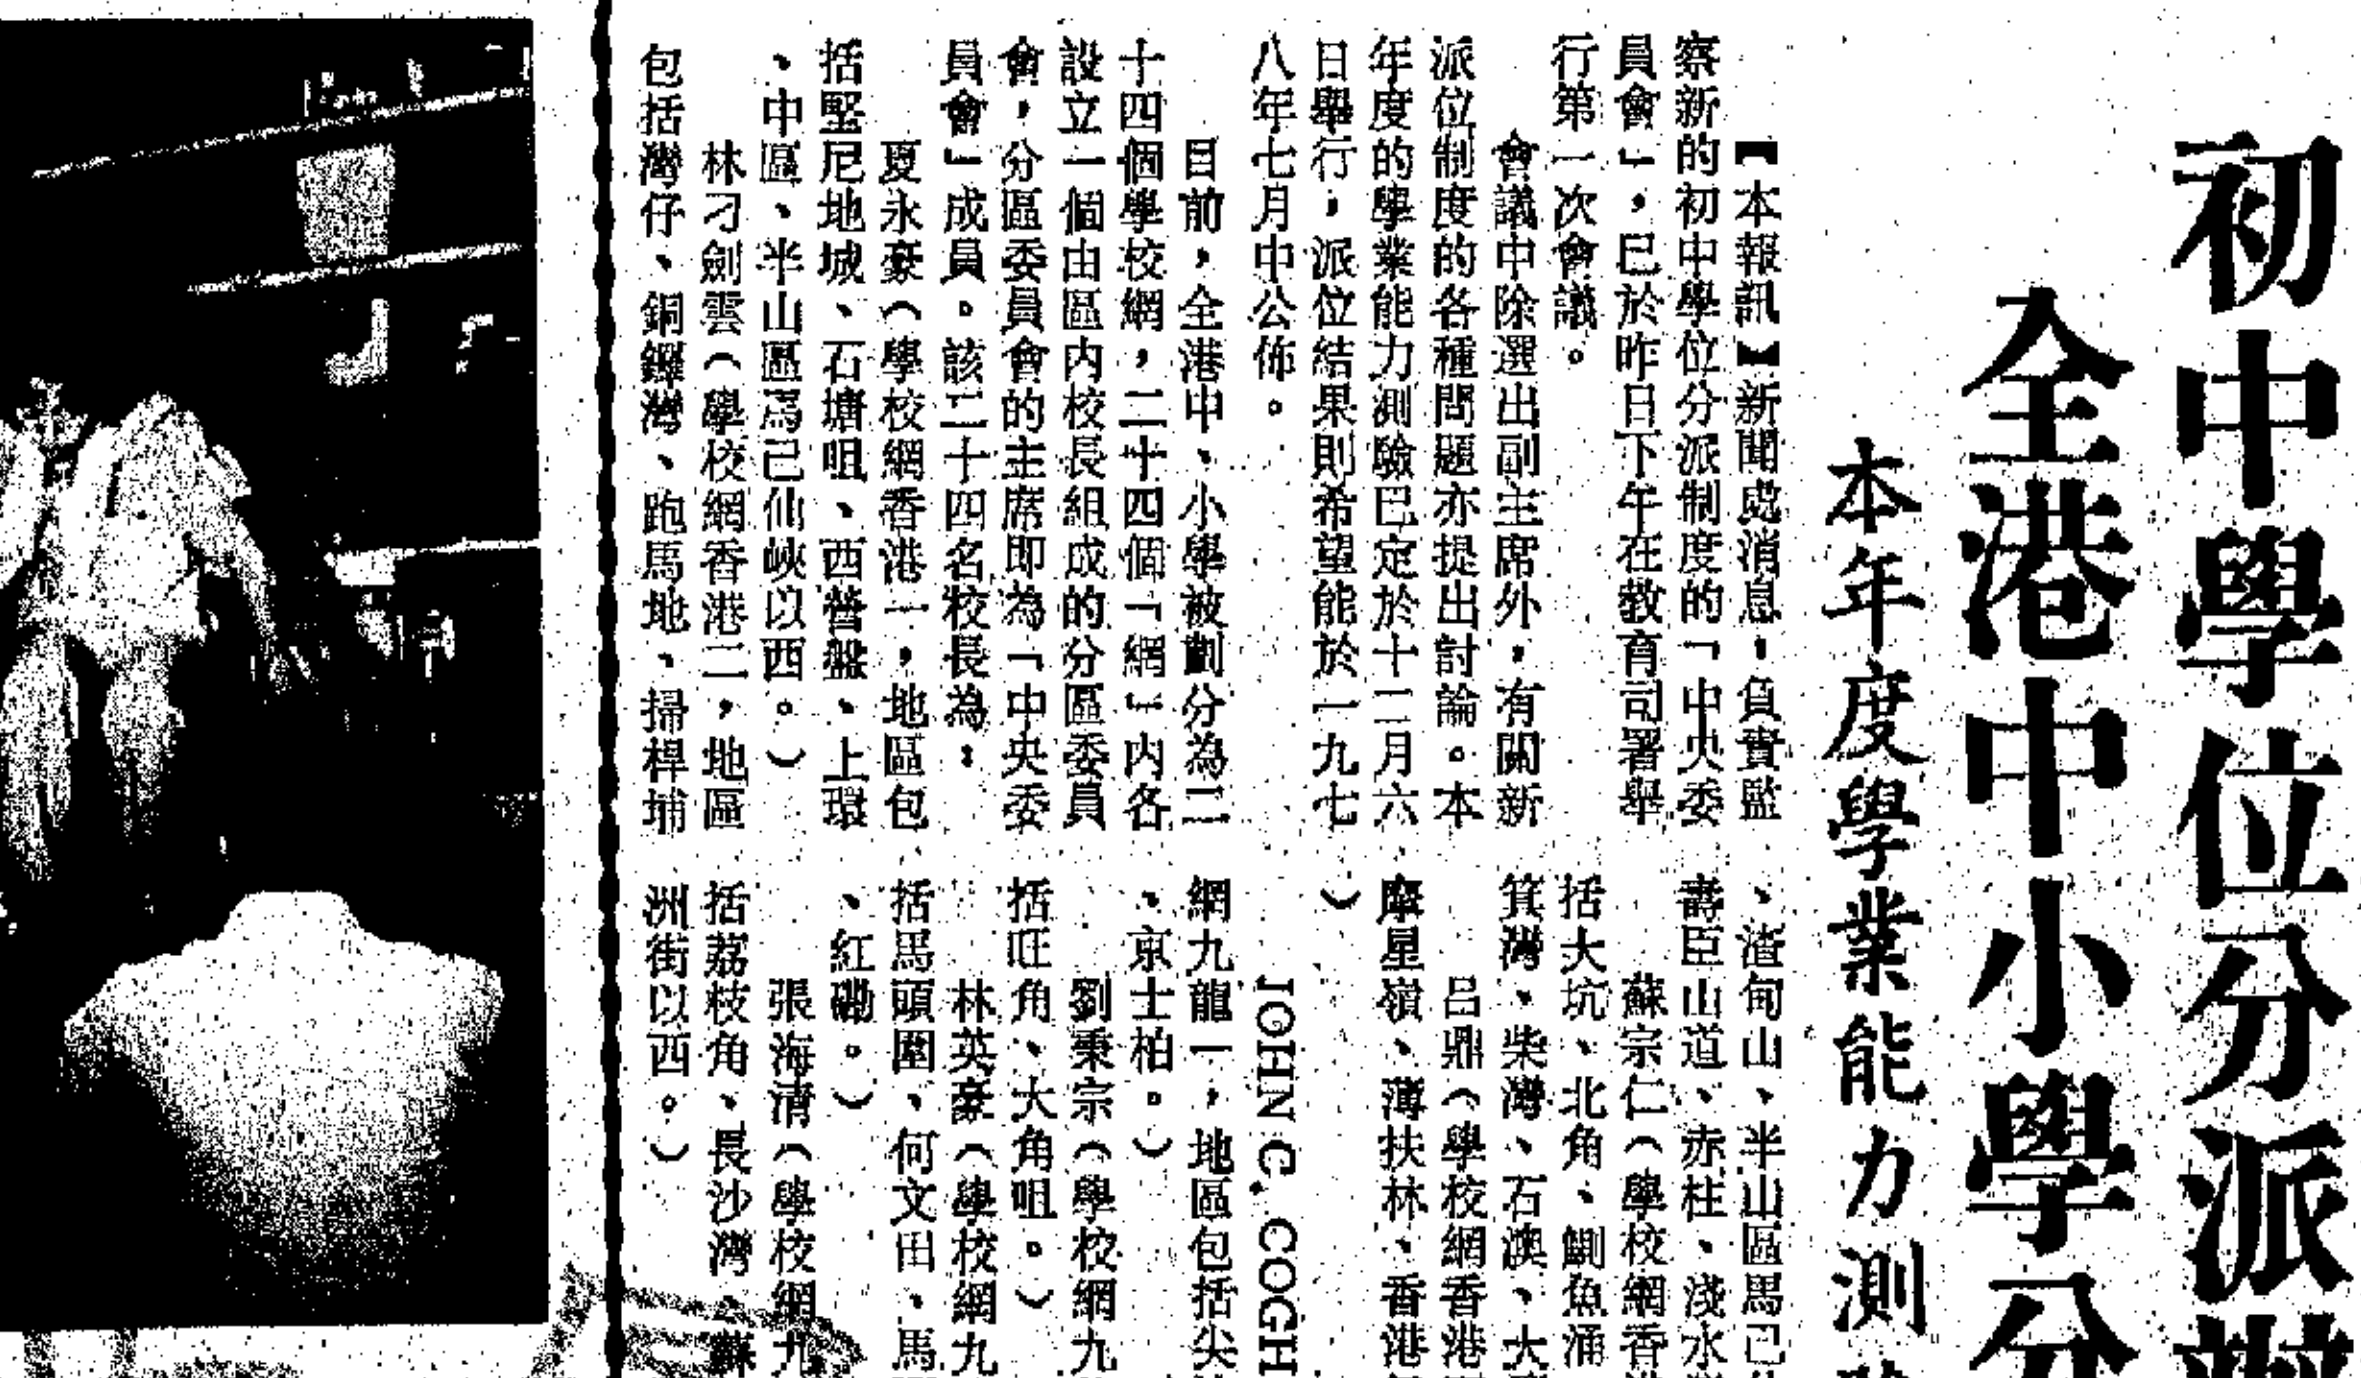 初中學位分派
全港中小學分
本年度學業能力測
【本報訊】新聞處消息，負責監
察新的初中學位分派制度的「中央委
員會」，已於昨日下午在教育司署舉
行第一次會議。
會議中除選出副主席外，有關新
派位制度的各種問題亦提出討論。本
年度的學業能力測驗已定於十二月六
日舉行，派位結果則希望能於一九七
八年七月中公佈。
目前，全港中、小學被劃分為二
十四個學校網，二十四個「網」內各
設立一個由區內校長組成的分區委員
會，分區委員會的主席即為「中央委
員會」成員。該二十四名校長為：
夏永豪（學校網香港一，地區包
括堅尼地城、石塘咀、西營盤、上環
、中區、半山區為己仙峽以西。）
林刁劍雲（學校網香港二，地區
包括灣仔、銅鑼灣、跑馬地、掃桿埔
、渣甸山、半山區馬己
壽臣山道、赤柱、淺水
蘇宗仁（學校網香
括大坑、北角、鰂魚涌
箕灣、柴灣、石澳、大
呂鼎（學校網香港
摩星嶺、薄扶林、香港
）
JOHN C. COGH
網九龍一，地區包括尖
、京士柏。）
劉秉宗（學校網九
括旺角、大角咀。）
林英豪（學校網九
括馬頭圍、何文田、馬
、紅磡。）
張海清（學校網九
括荔枝角、長沙灣、蘇
洲街以西。）